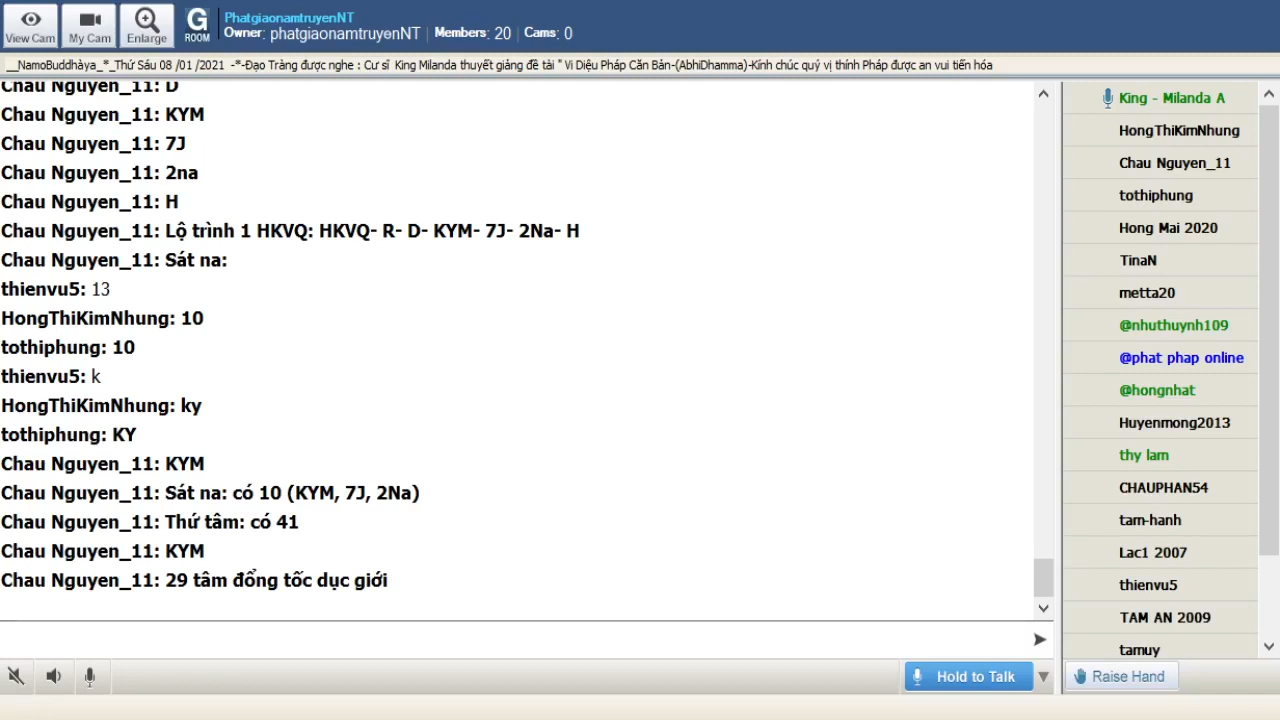 View Cam
My Cam
Enlarge
G
ROOM
PhatgiaonamtruyenNT
Owner: phatgiaonamtruyenNT | Members: 20 | Cams: 0
__NamoBuddhàya_*_Thứ Sáu 08 /01 /2021 -*-Đạo Tràng được nghe : Cư sĩ King Milanda thuyết giảng đề tài " Vi Diệu Pháp Căn Bản-(AbhiDhamma)-Kính chúc quý vị thính Pháp được an vui tiến hóa
Chau Nguyen_11: D
Chau Nguyen_11: KYM
Chau Nguyen_11: 7J
Chau Nguyen_11: 2na
Chau Nguyen_11: H
Chau Nguyen_11: Lộ trình 1 HKVQ: HKVQ- R- D- KYM- 7J- 2Na- H
Chau Nguyen_11: Sát na:
thienvu5: 13
HongThiKimNhung: 10
tothiphung: 10
thienvu5: k
HongThiKimNhung: ky
tothiphung: KY
Chau Nguyen_11: KYM
Chau Nguyen_11: Sát na: có 10 (KYM, 7J, 2Na)
Chau Nguyen_11: Thứ tâm: có 41
Chau Nguyen_11: KYM
Chau Nguyen_11: 29 tâm đổng tốc dục giới
King - Milanda A
HongThiKimNhung
Chau Nguyen_11
tothiphung
Hong Mai 2020
TinaN
metta20
@nhuthuynh109
@phat phap online
@hongnhat
Huyenmong2013
thy lam
CHAUPHAN54
tam-hanh
Lac1 2007
thienvu5
TAM AN 2009
tamuy
Hold to Talk
Raise Hand